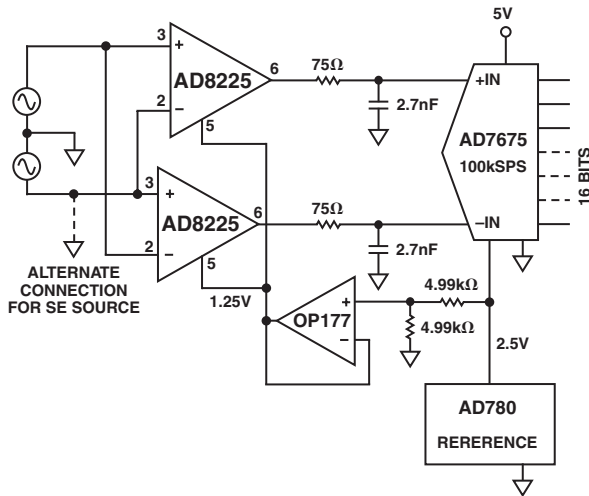 5V
3
+
AD8225
6
75Ω
2
−
5
2.7nF
+IN
AD7675
100kSPS
−IN
16 BITS
3
+
AD8225
6
75Ω
2
−
5
2.7nF
1.25V
ALTERNATE
CONNECTION
FOR SE SOURCE
OP177
+
−
4.99kΩ
4.99kΩ
2.5V
AD780
RERERENCE